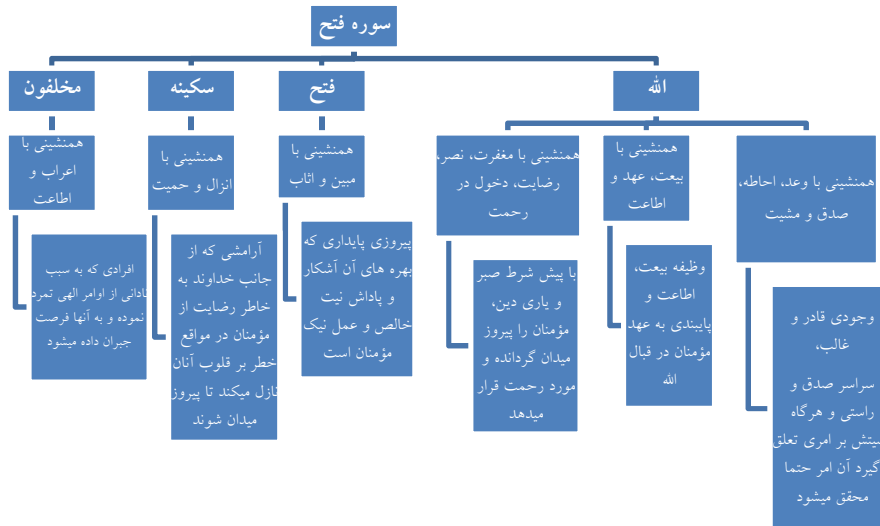 سوره فتح
الله
فتح
سکینه
مخلفون
همنشینی با وعد، احاطه،
صدق و مشیت
همنشینی با
بیعت، عهد و
اطاعت
همنشینی با مغفرت، نصر،
رضایت، دخول در
رحمت
همنشینی با
مبین و اثاب
همنشینی با
انزال و حمیت
همنشینی با
اعراب و
اطاعت
وجودی قادر و
غالب،
سراسر صدق و
راستی و هرگاه
بر امری تعلق
گیرد آن امر حتما
محقق میشود
وظیفه بیعت،
اطاعت و
پایبندی به عهد
مؤمنان در قبال
الله
با پیش شرط صبر
و یاری دین،
مؤمنان را پیروز
میدان گردانده و
مورد رحمت قرار
میدهد
پیروزی پایداری که
بهره های آن آشکار
و پاداش نیت
خالص و عمل نیک
مؤمنان است
آرامشی که از
جانب خداوند به
خاطر رضایت از
مؤمنان در مواقع
خطر بر قلوب آنان
نازل میکند تا پیروز
میدان شوند
افرادی که به سبب
نادانی از اوامر الهی تمرد
نموده و به آنها فرصت
جبران داده میشود